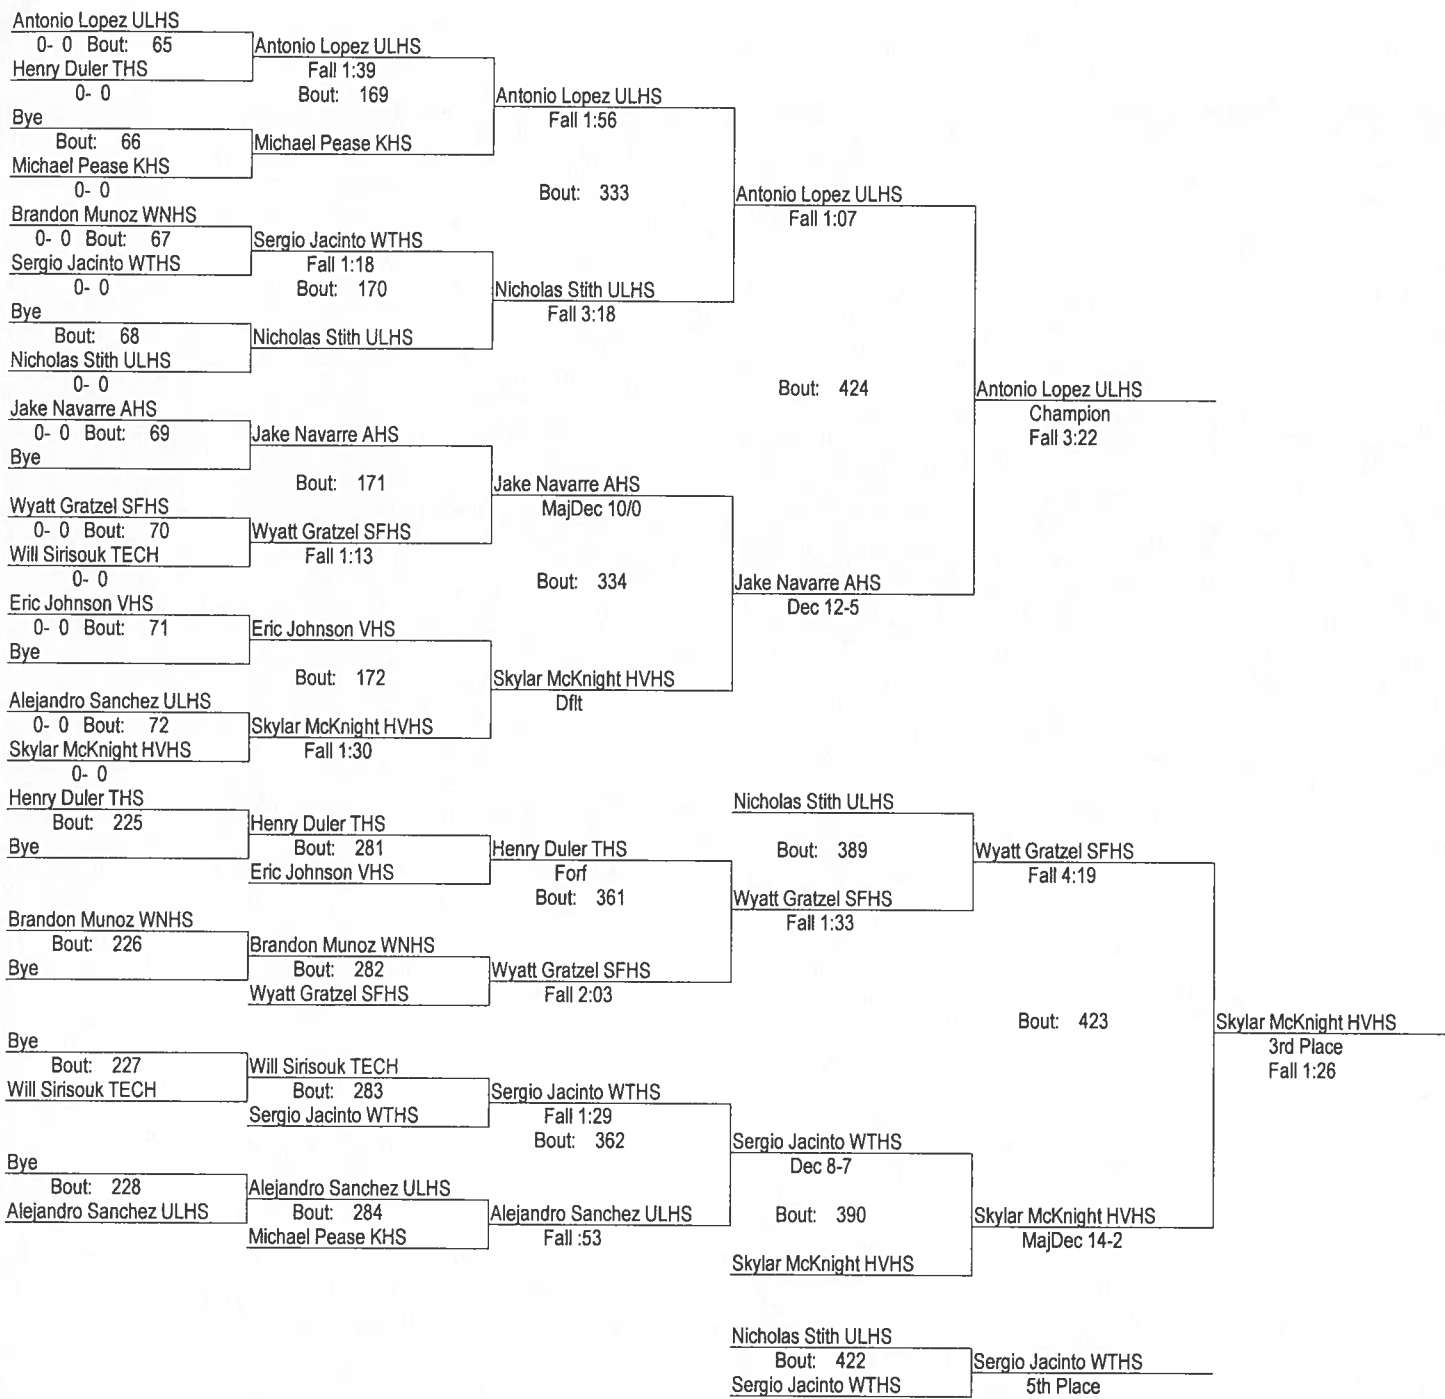 Antonio Lopez ULHS
0- 0 Bout: 65
Henry Duler THS
0- 0
Bye
Bout: 66
Michael Pease KHS
0- 0
Brandon Munoz WNHS
0- 0 Bout: 67
Sergio Jacinto WTHS
0- 0
Bye
Bout: 68
Nicholas Stith ULHS
0- 0
Jake Navarre AHS
0- 0 Bout: 69
Bye
Wyatt Gratzel SFHS
0- 0 Bout: 70
Will Sirisouk TECH
0- 0
Eric Johnson VHS
0- 0 Bout: 71
Bye
Alejandro Sanchez ULHS
0- 0 Bout: 72
Skylar McKnight HVHS
0- 0
Antonio Lopez ULHS
Fall 1:39
Bout: 169
Michael Pease KHS
Sergio Jacinto WTHS
Fall 1:18
Bout: 170
Nicholas Stith ULHS
Jake Navarre AHS
Bout: 171
Wyatt Gratzel SFHS
Fall 1:13
Eric Johnson VHS
Bout: 172
Skylar McKnight HVHS
Fall 1:30
Antonio Lopez ULHS
Fall 1:56
Bout: 333
Nicholas Stith ULHS
Fall 3:18
Jake Navarre AHS
MajDec 10/0
Bout: 334
Skylar McKnight HVHS
Dflt
Antonio Lopez ULHS
Fall 1:07
Bout: 424
Jake Navarre AHS
Dec 12-5
Antonio Lopez ULHS
Champion
Fall 3:22
Henry Duler THS
Bout: 225
Bye
Brandon Munoz WNHS
Bout: 226
Bye
Bye
Bout: 227
Will Sirisouk TECH
Bye
Bout: 228
Alejandro Sanchez ULHS
Henry Duler THS
Bout: 281
Eric Johnson VHS
Brandon Munoz WNHS
Bout: 282
Wyatt Gratzel SFHS
Will Sirisouk TECH
Bout: 283
Sergio Jacinto WTHS
Alejandro Sanchez ULHS
Bout: 284
Michael Pease KHS
Henry Duler THS
Forf
Bout: 361
Wyatt Gratzel SFHS
Fall 2:03
Sergio Jacinto WTHS
Fall 1:29
Bout: 362
Alejandro Sanchez ULHS
Fall :53
Nicholas Stith ULHS
Bout: 389
Wyatt Gratzel SFHS
Fall 1:33
Sergio Jacinto WTHS
Dec 8-7
Bout: 390
Skylar McKnight HVHS
Wyatt Gratzel SFHS
Fall 4:19
Bout: 423
Skylar McKnight HVHS
MajDec 14-2
Skylar McKnight HVHS
3rd Place
Fall 1:26
Nicholas Stith ULHS
Bout: 422
Sergio Jacinto WTHS
Sergio Jacinto WTHS
5th Place